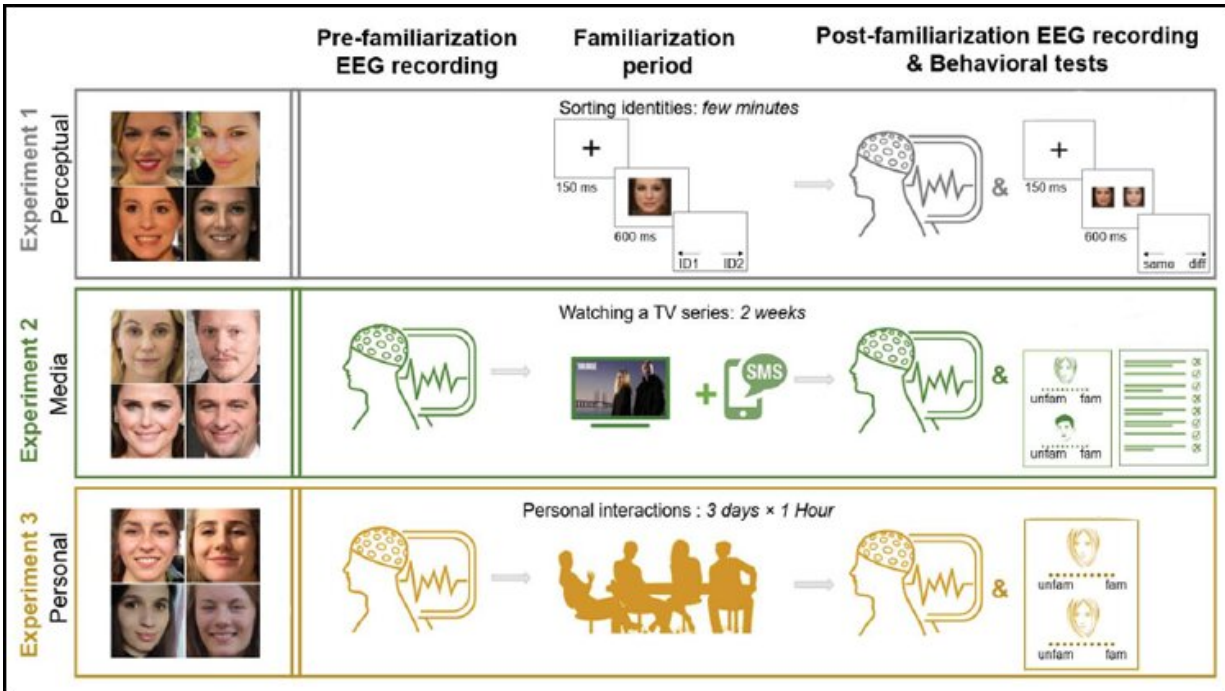 Pre-familiarization
EEG recording
Familiarization
period
Post-familiarization EEG recording
& Behavioral tests
Experiment 1
Perceptual
Sorting identities: few minutes
+
150 ms
600 ms
ID1 ID2
&
+
150 ms
600 ms
same diff
Experiment 2
Media
Watching a TV series: 2 weeks
+
SMS
&
unfam fam
unfam fam
Experiment 3
Personal
Personal interactions : 3 days × 1 Hour
&
unfam fam
unfam fam